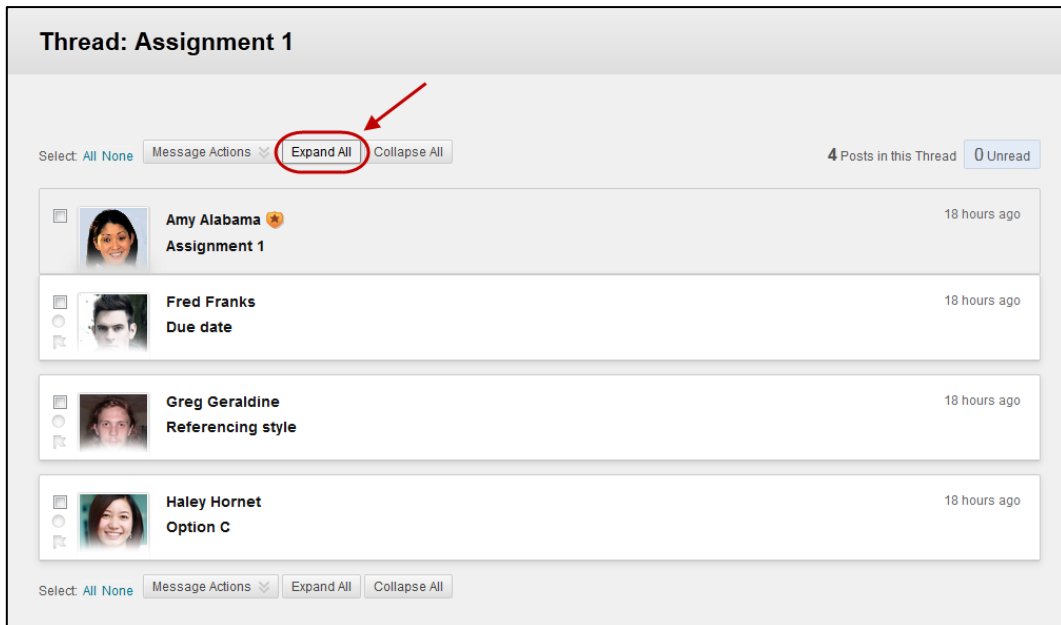 Thread: Assignment 1
Select: All None Message Actions Expand All Collapse All 4 Posts in this Thread 0 Unread
Amy Alabama 18 hours ago
Assignment 1
Fred Franks 18 hours ago
Due date
Greg Geraldine 18 hours ago
Referencing style
Haley Hornet 18 hours ago
Option C
Select: All None Message Actions Expand All Collapse All